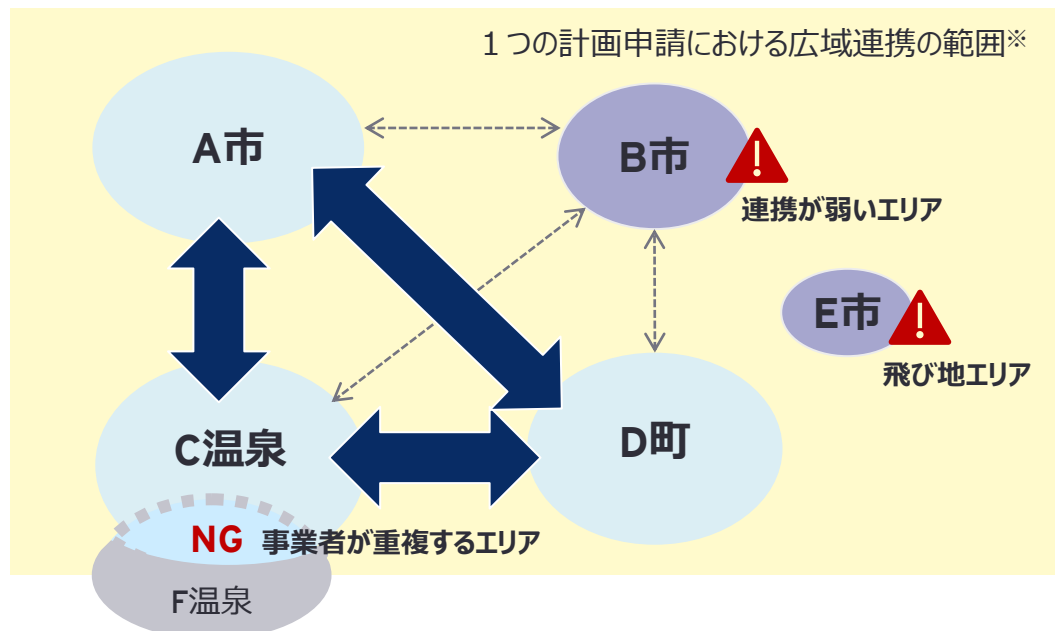 １つの計画申請における広域連携の範囲※
A市
B市
連携が弱いエリア
E市
飛び地エリア
C温泉
D町
NG 事業者が重複するエリア
F温泉